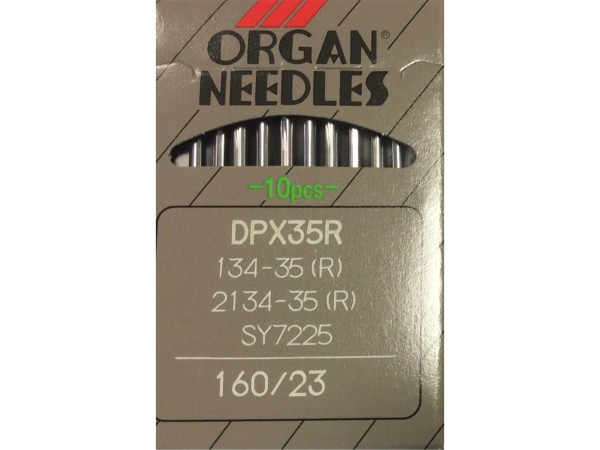 ORGAN®
NEEDLES
-10pcs-
DPX35R
134-35 (R)
2134-35 (R)
SY7225
160/23